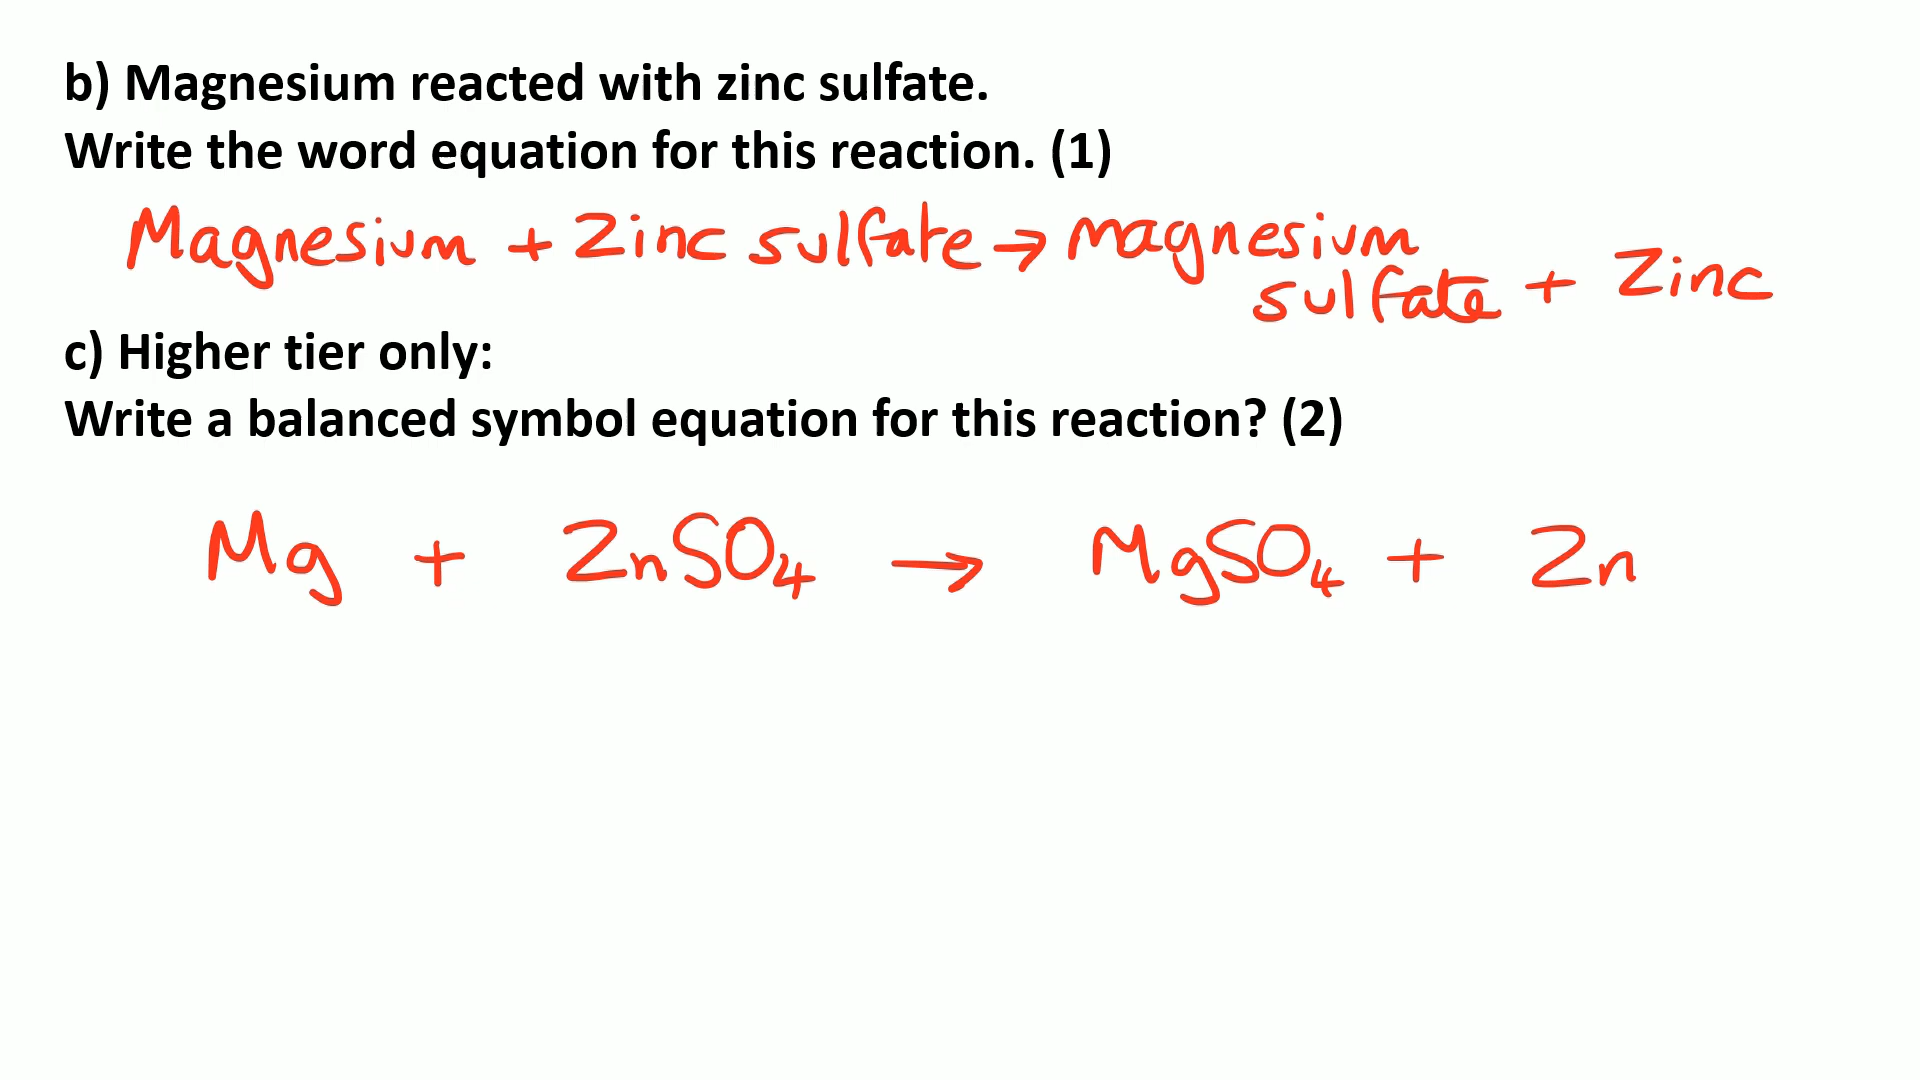 b) Magnesium reacted with zinc sulfate.
Write the word equation for this reaction. (1)
Magnesium + Zinc sulfate → magnesium
sulfate + Zinc
c) Higher tier only:
Write a balanced symbol equation for this reaction? (2)
Mg + ZnSO₄ → MgSO₄ + Zn